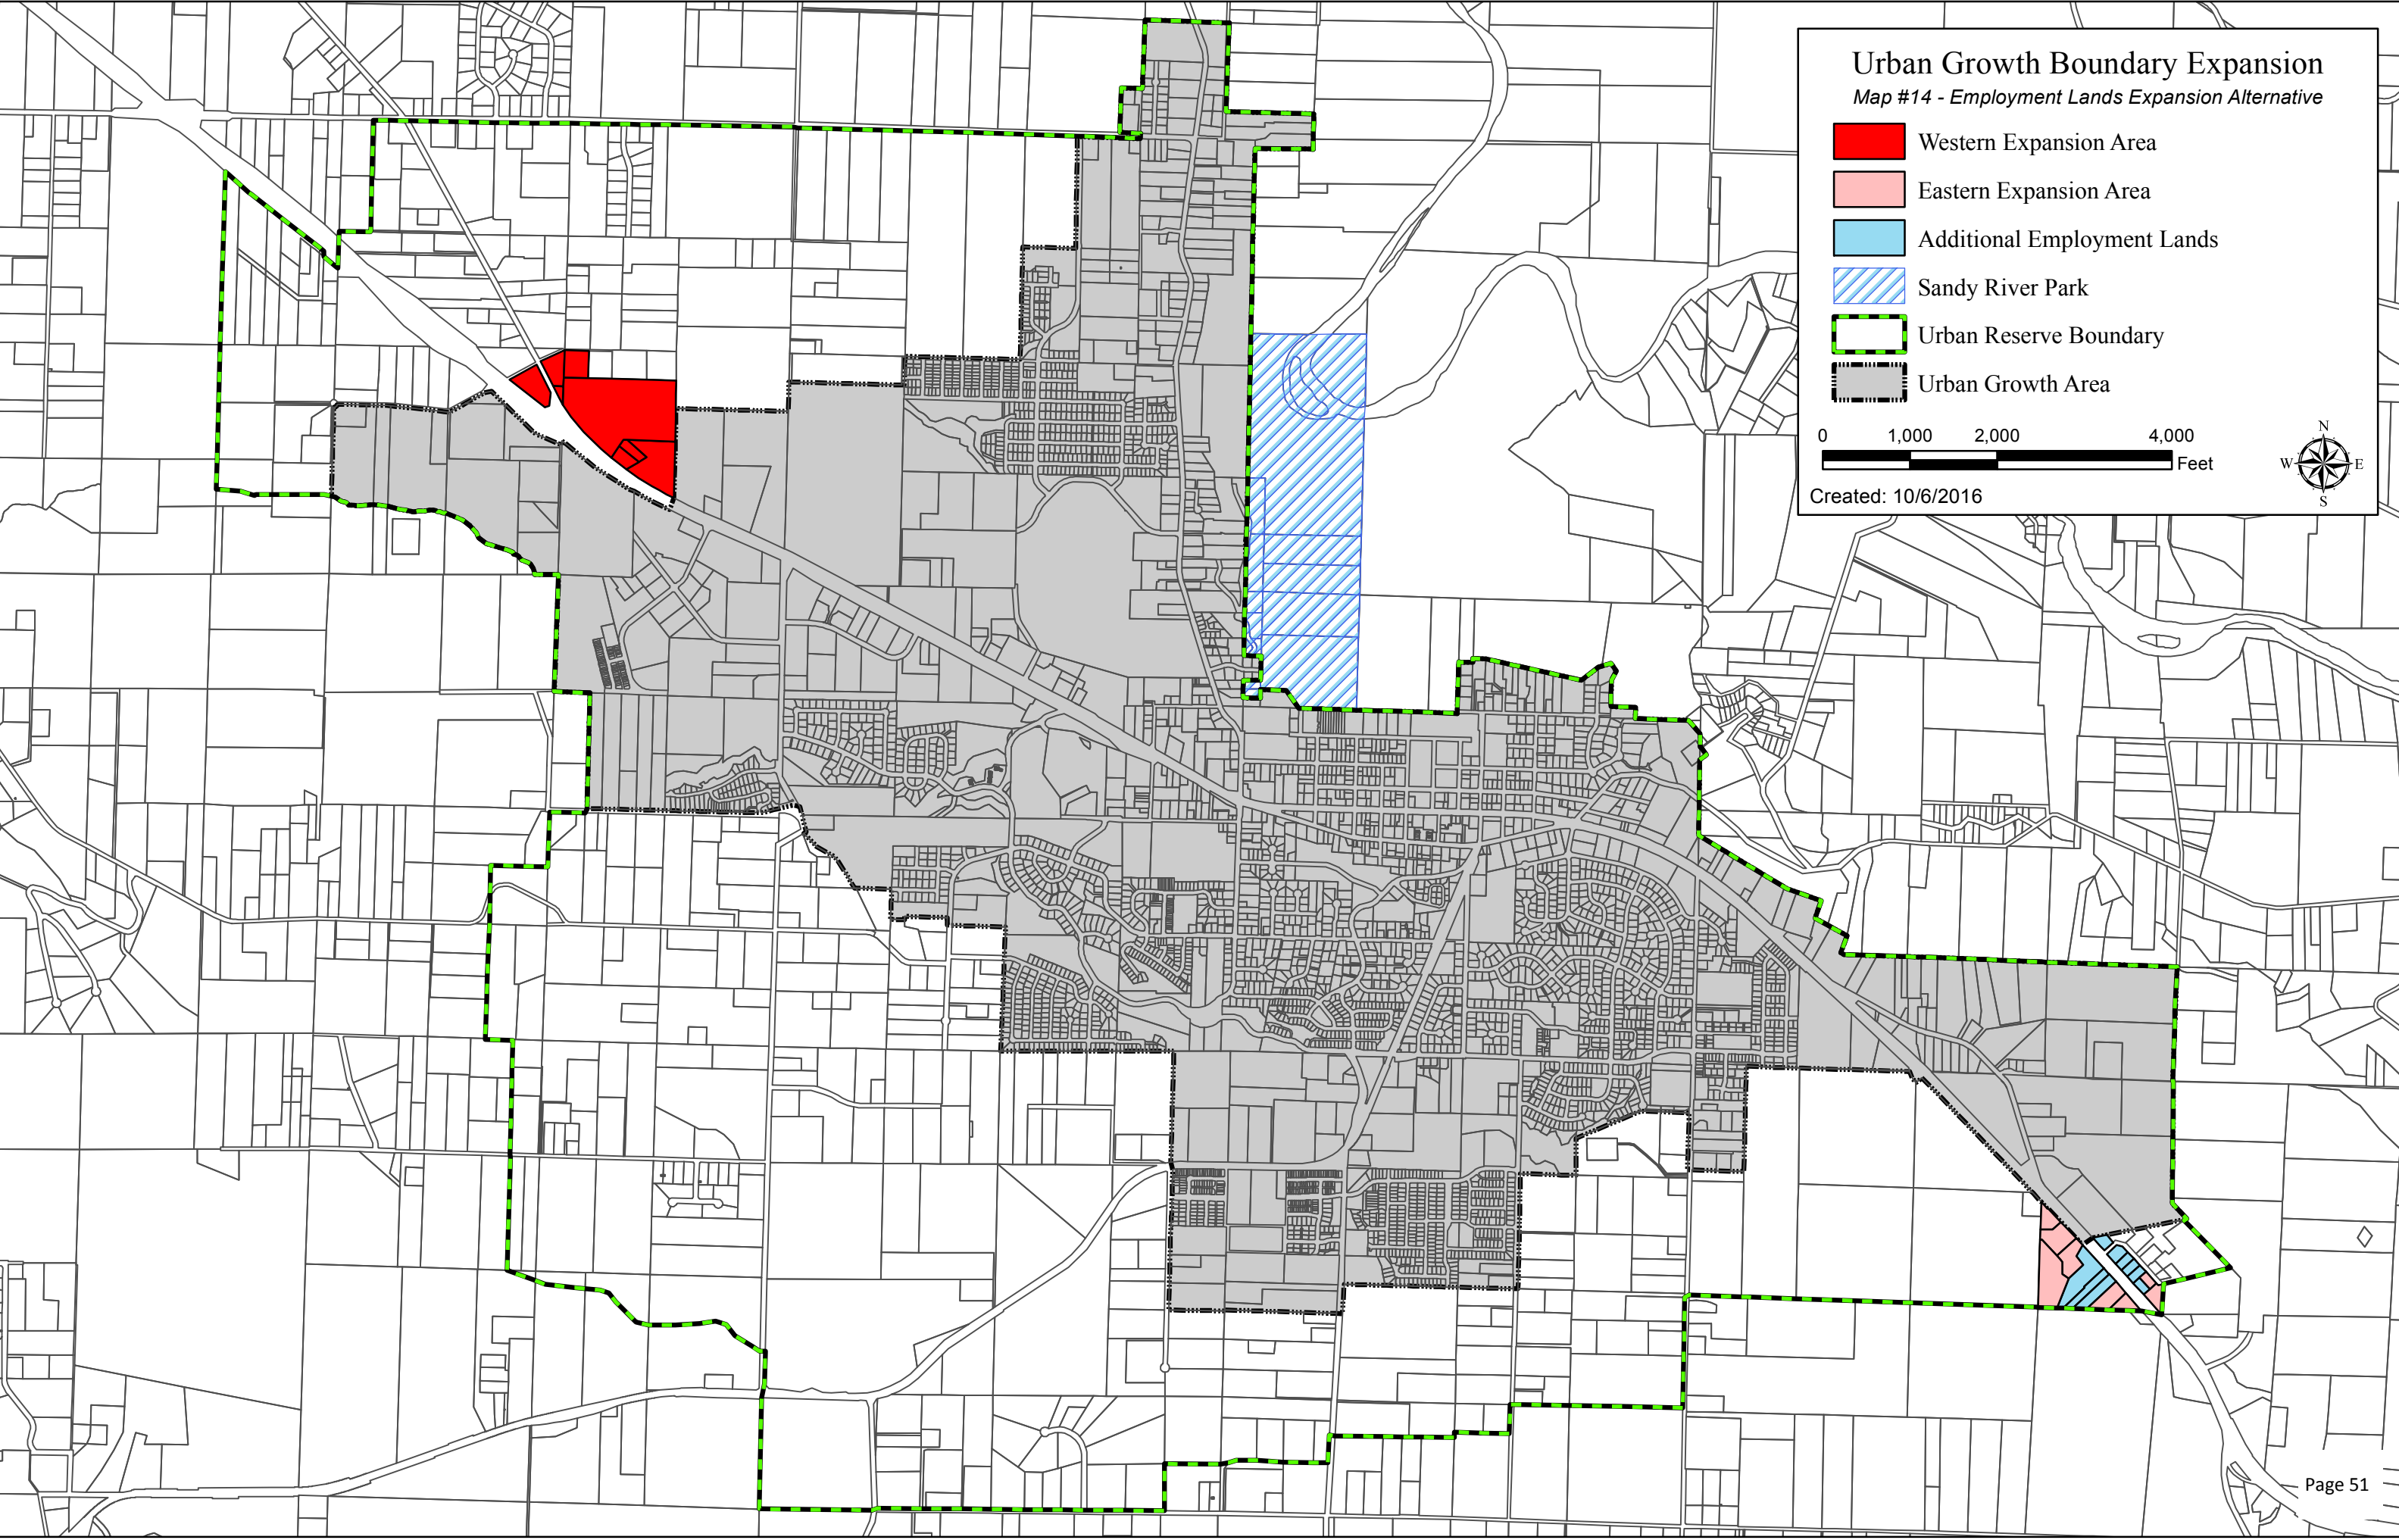 Urban Growth Boundary Expansion
Map #14 - Employment Lands Expansion Alternative
Western Expansion Area
Eastern Expansion Area
Additional Employment Lands
Sandy River Park
Urban Reserve Boundary
Urban Growth Area
0 1,000 2,000 4,000
Feet
N
W E
S
Created: 10/6/2016
Page 51